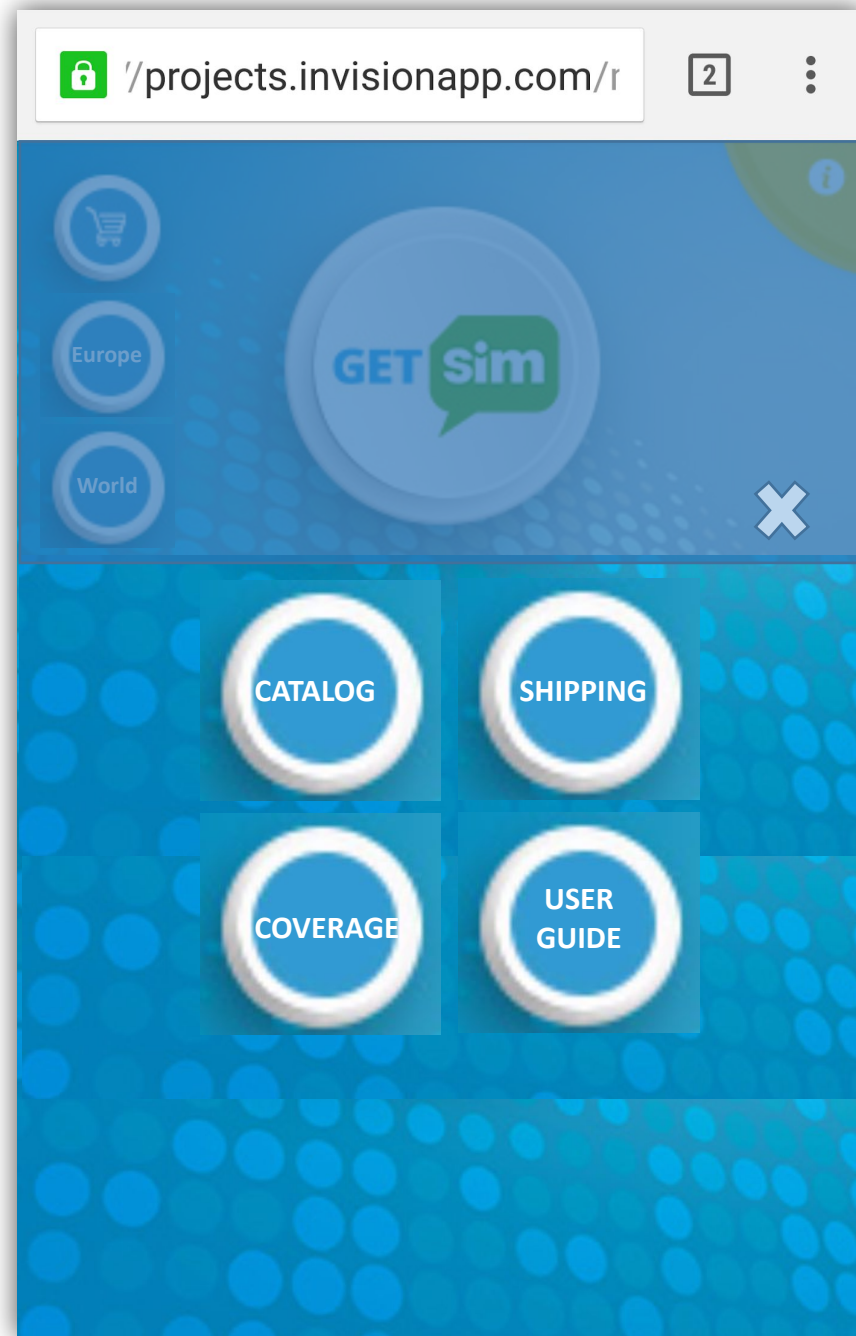 //projects.invisionapp.com/r
2
i
Europe
GET sim
World
CATALOG
SHIPPING
COVERAGE
USER
GUIDE